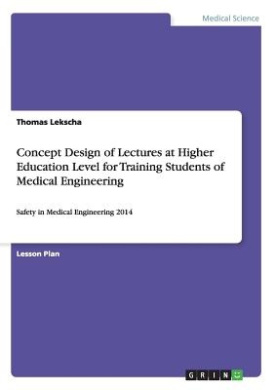 Medical Science
Thomas Lekscha
Concept Design of Lectures at Higher
Education Level for Training Students of
Medical Engineering
Safety in Medical Engineering 2014
Lesson Plan
GRIN